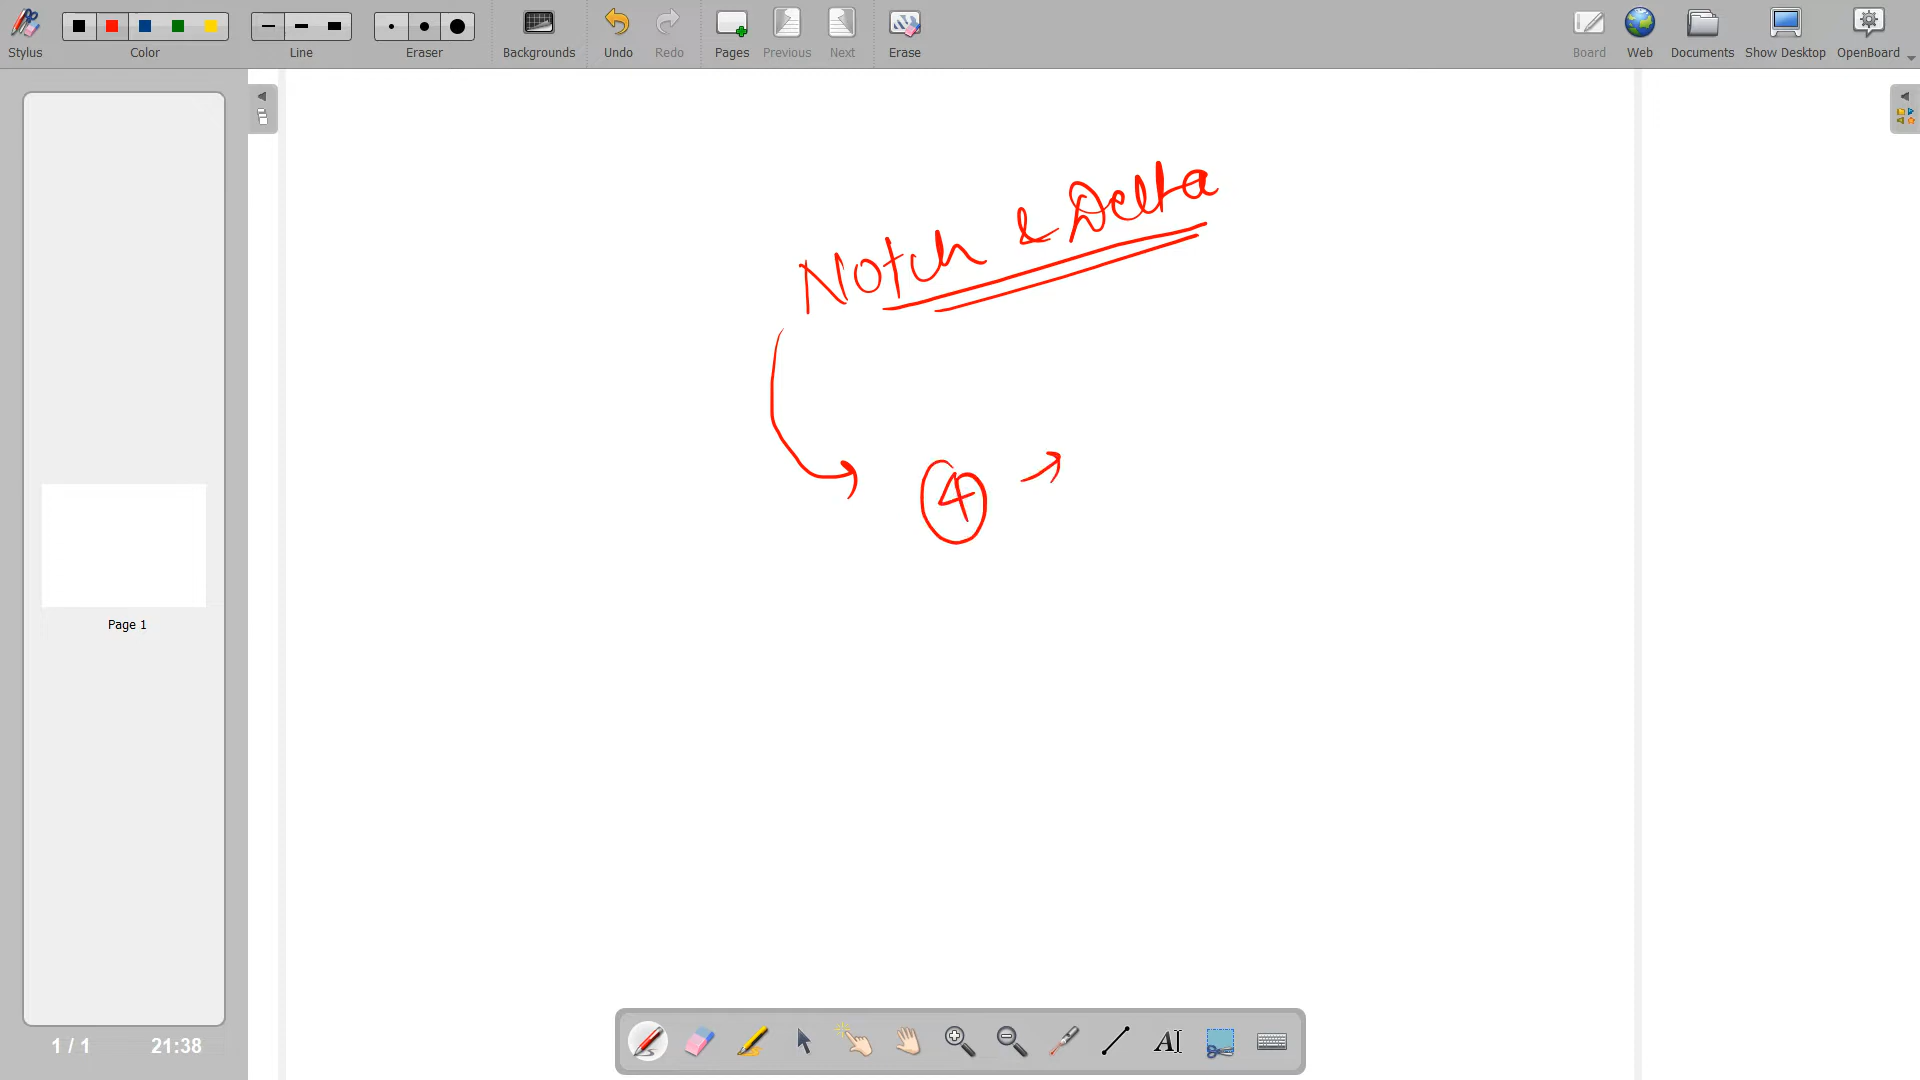 Stylus
Color
Line
Eraser
Backgrounds
Undo
Redo
Pages
Previous
Next
Erase
Board
Web
Documents
Show Desktop
OpenBoard
Notch & Delta
4
Page 1
1 / 1
21:38